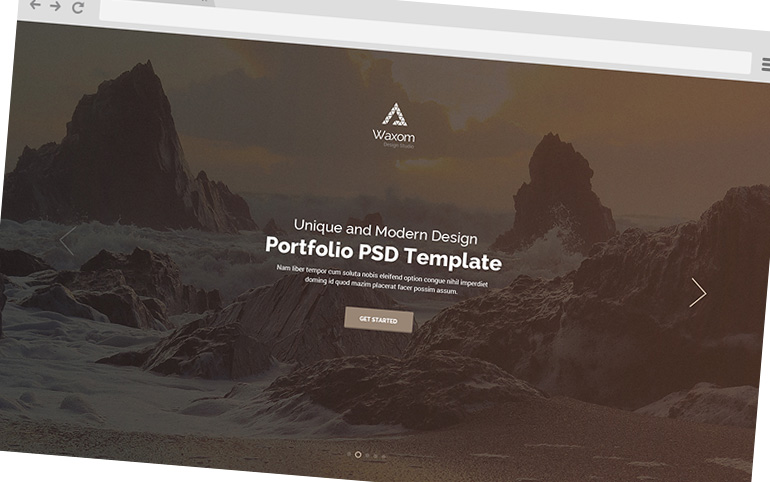 Waxom
Design Studio
Unique and Modern Design
Portfolio PSD Template
Nam liber tempor cum soluta nobis eleifend option congue nihil imperdiet
doming id quod mazim placerat facer possim assum.
GET STARTED